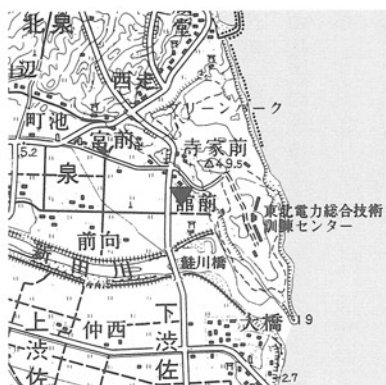 北泉
堂
辺
西走
町池
グリーンパーク
宮前
寺家前
5.2
49.5
泉
舘前
東北電力総合技術
訓練センター
前向
新田川
鮭川橋
下渋佐
上渋佐
仲西
大橋
19
2.7